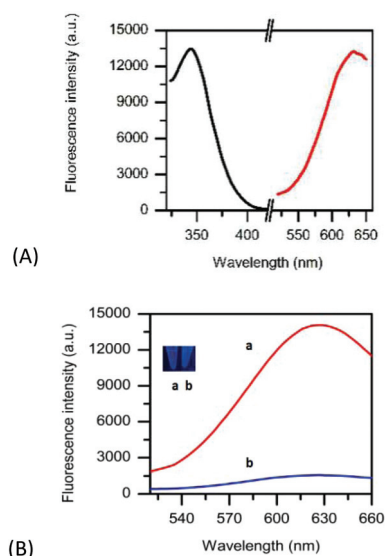 15000
12000
9000
6000
3000
0
Fluorescence intensity (a.u.)
350 400 550 600 650
Wavelength (nm)
(A)
15000
12000
9000
6000
3000
0
Fluorescence intensity (a.u.)
a
a b
b
540 570 600 630 660
Wavelength (nm)
(B)